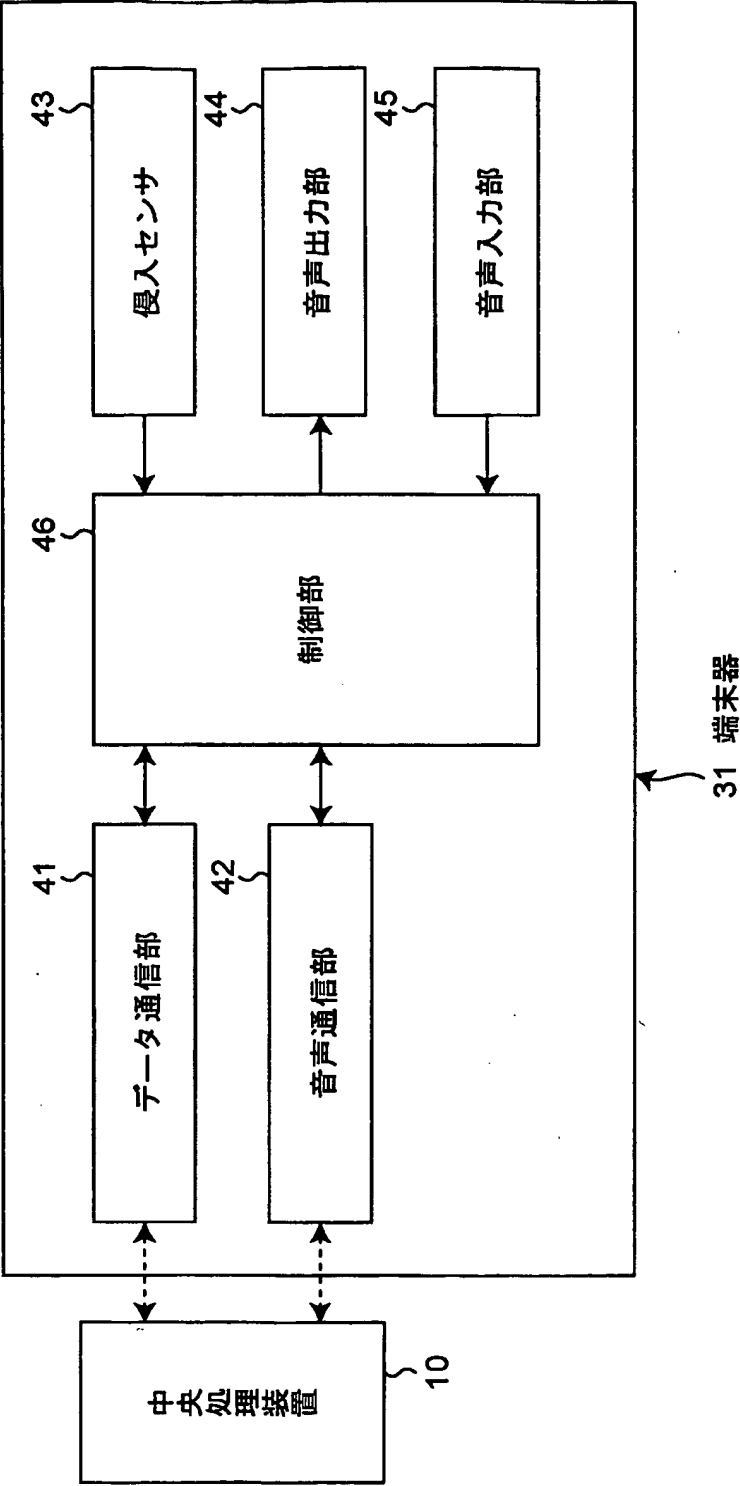 10
中央処理装置
41
データ通信部
42
音声通信部
46
制御部
43
侵入センサ
44
音声出力部
45
音声入力部
31 端末器